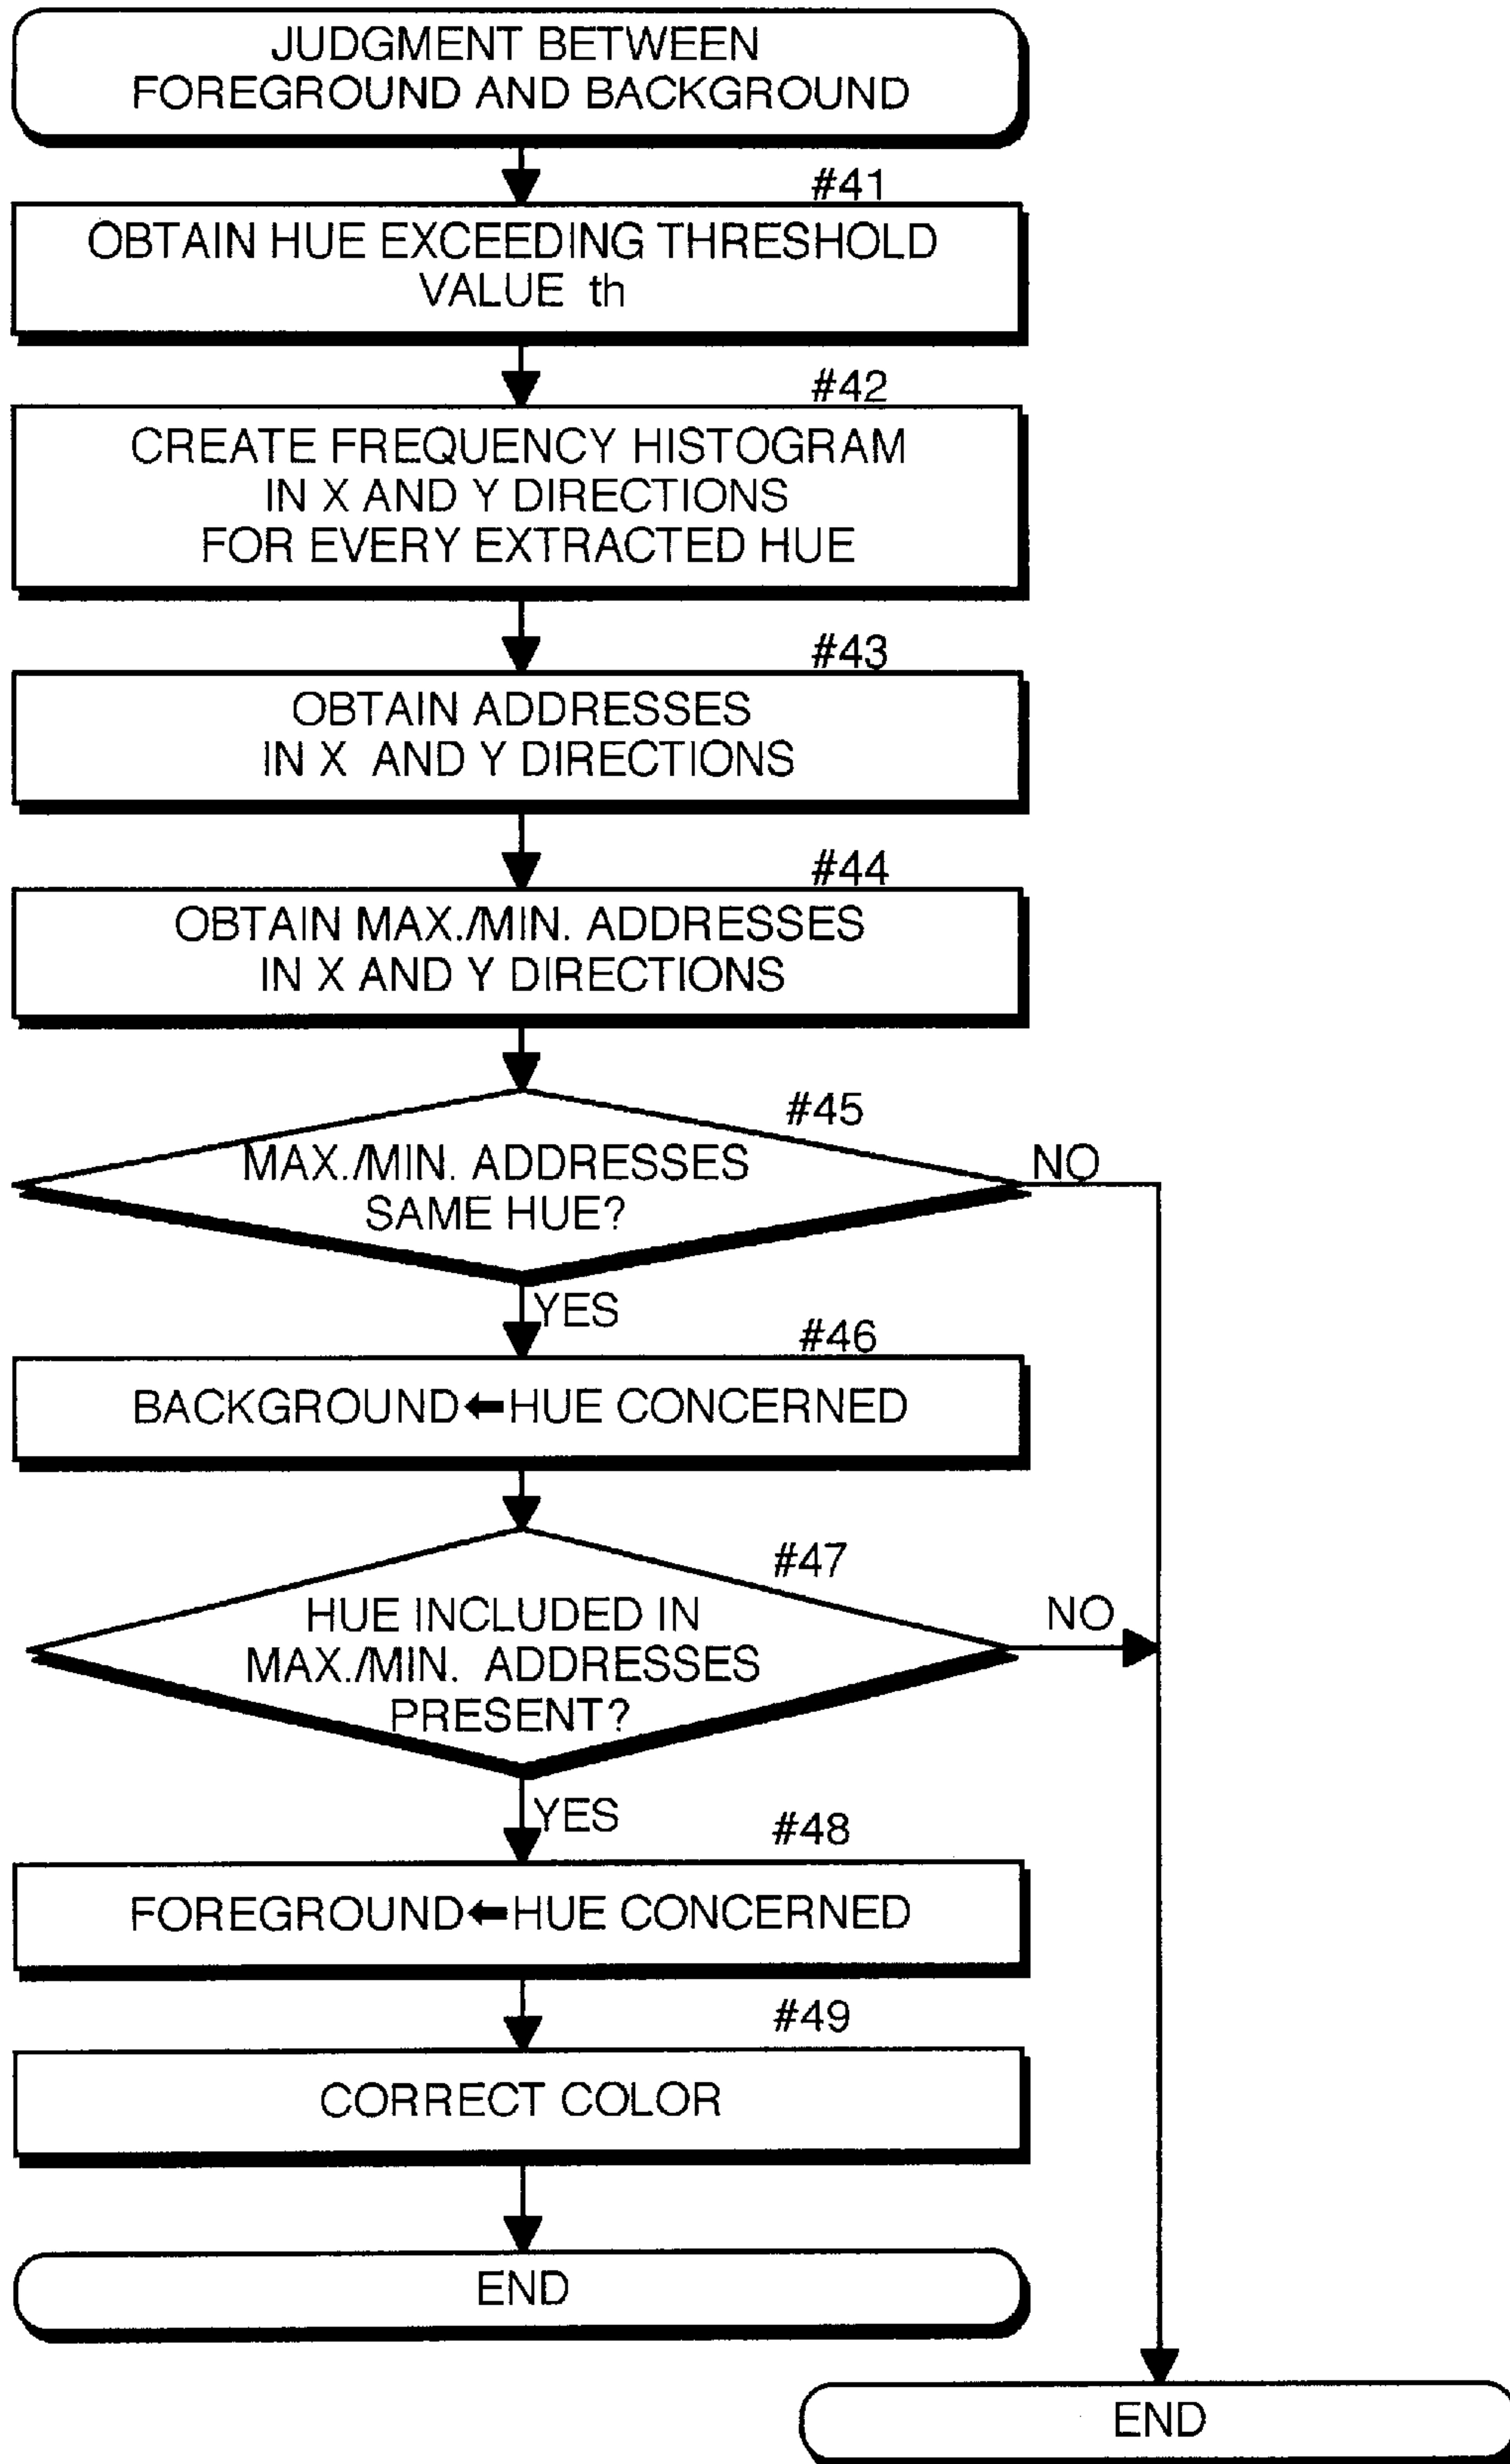 JUDGMENT BETWEEN
FOREGROUND AND BACKGROUND
#41
OBTAIN HUE EXCEEDING THRESHOLD
VALUE th
#42
CREATE FREQUENCY HISTOGRAM
IN X AND Y DIRECTIONS
FOR EVERY EXTRACTED HUE
#43
OBTAIN ADDRESSES
IN X AND Y DIRECTIONS
#44
OBTAIN MAX./MIN. ADDRESSES
IN X AND Y DIRECTIONS
#45
MAX./MIN. ADDRESSES
SAME HUE?
NO
YES
#46
BACKGROUND←HUE CONCERNED
#47
HUE INCLUDED IN
MAX./MIN. ADDRESSES
PRESENT?
NO
YES
#48
FOREGROUND←HUE CONCERNED
#49
CORRECT COLOR
END
END